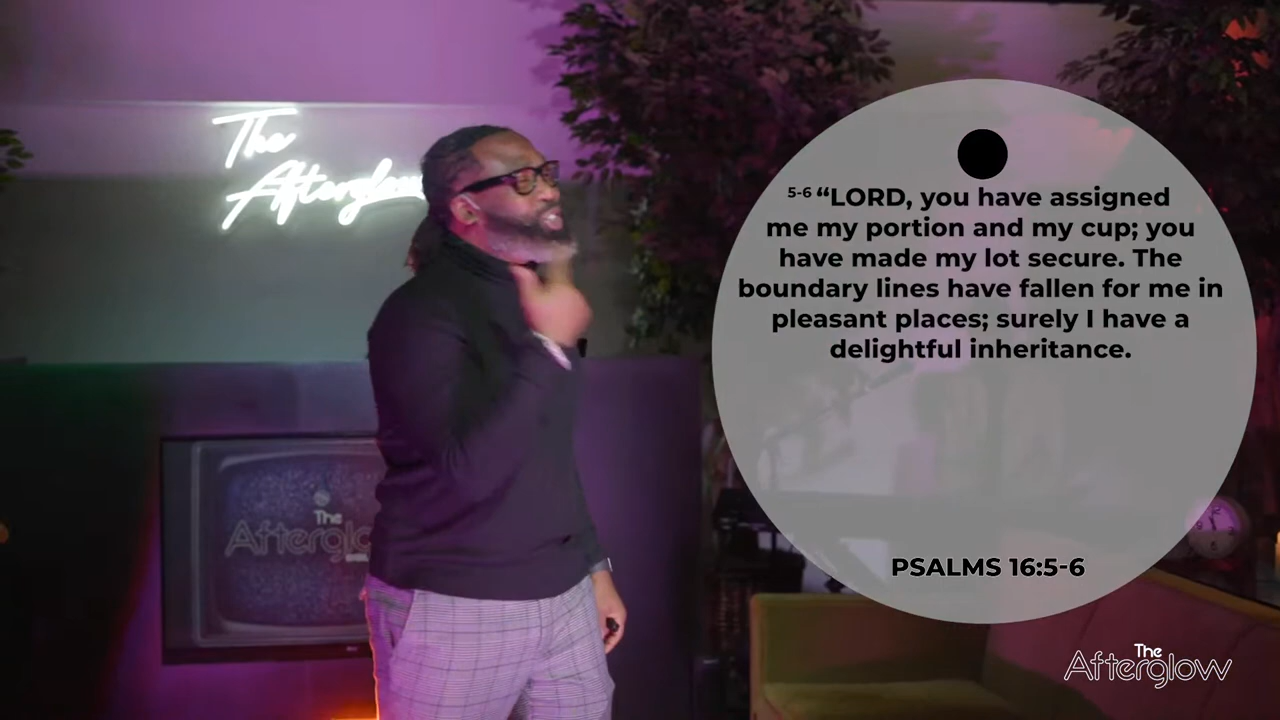 The
Afterglow
5-6 “LORD, you have assigned
me my portion and my cup; you
have made my lot secure. The
boundary lines have fallen for me in
pleasant places; surely I have a
delightful inheritance.
PSALMS 16:5-6
The
Afterglow
The
Afterglow